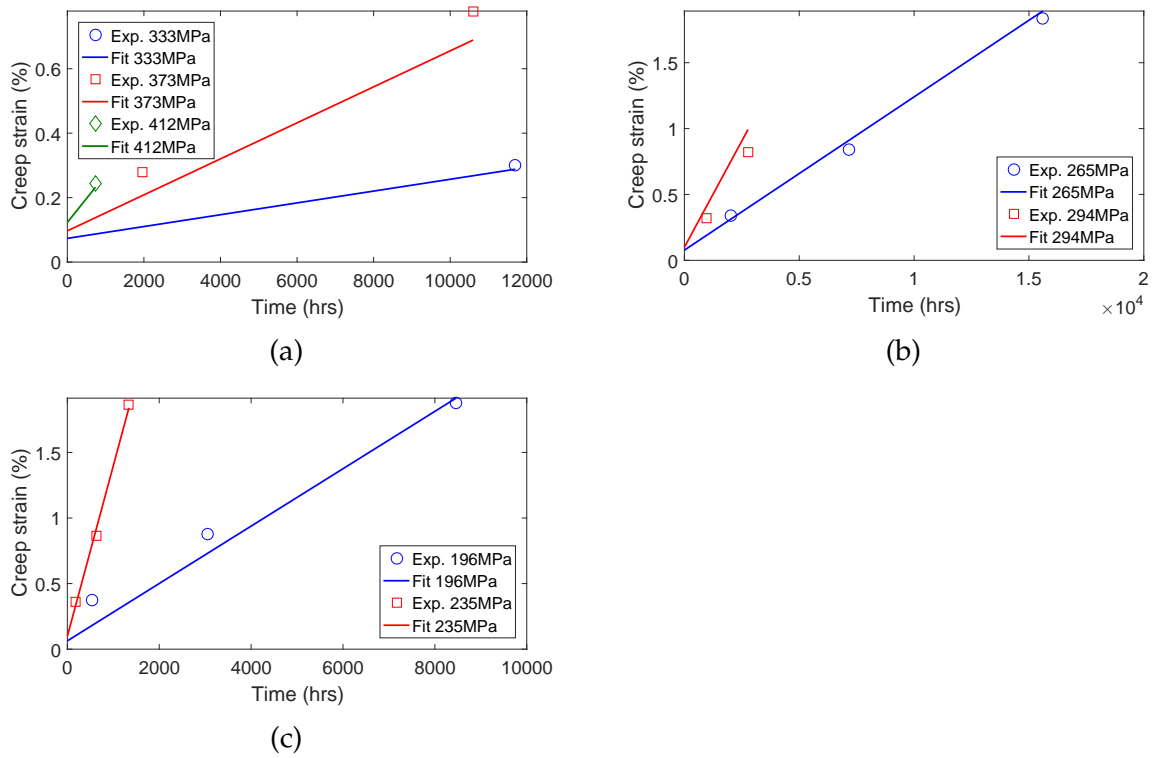 Creep strain (%)
0.6
0.4
0.2
0
Exp. 333MPa
Fit 333MPa
Exp. 373MPa
Fit 373MPa
Exp. 412MPa
Fit 412MPa
0 2000 4000 6000 8000 10000 12000
Time (hrs)
(a)
Creep strain (%)
1.5
1
0.5
0
Exp. 265MPa
Fit 265MPa
Exp. 294MPa
Fit 294MPa
0 0.5 1 1.5 2
Time (hrs) ×10^4
(b)
Creep strain (%)
1.5
1
0.5
0
Exp. 196MPa
Fit 196MPa
Exp. 235MPa
Fit 235MPa
0 2000 4000 6000 8000 10000
Time (hrs)
(c)